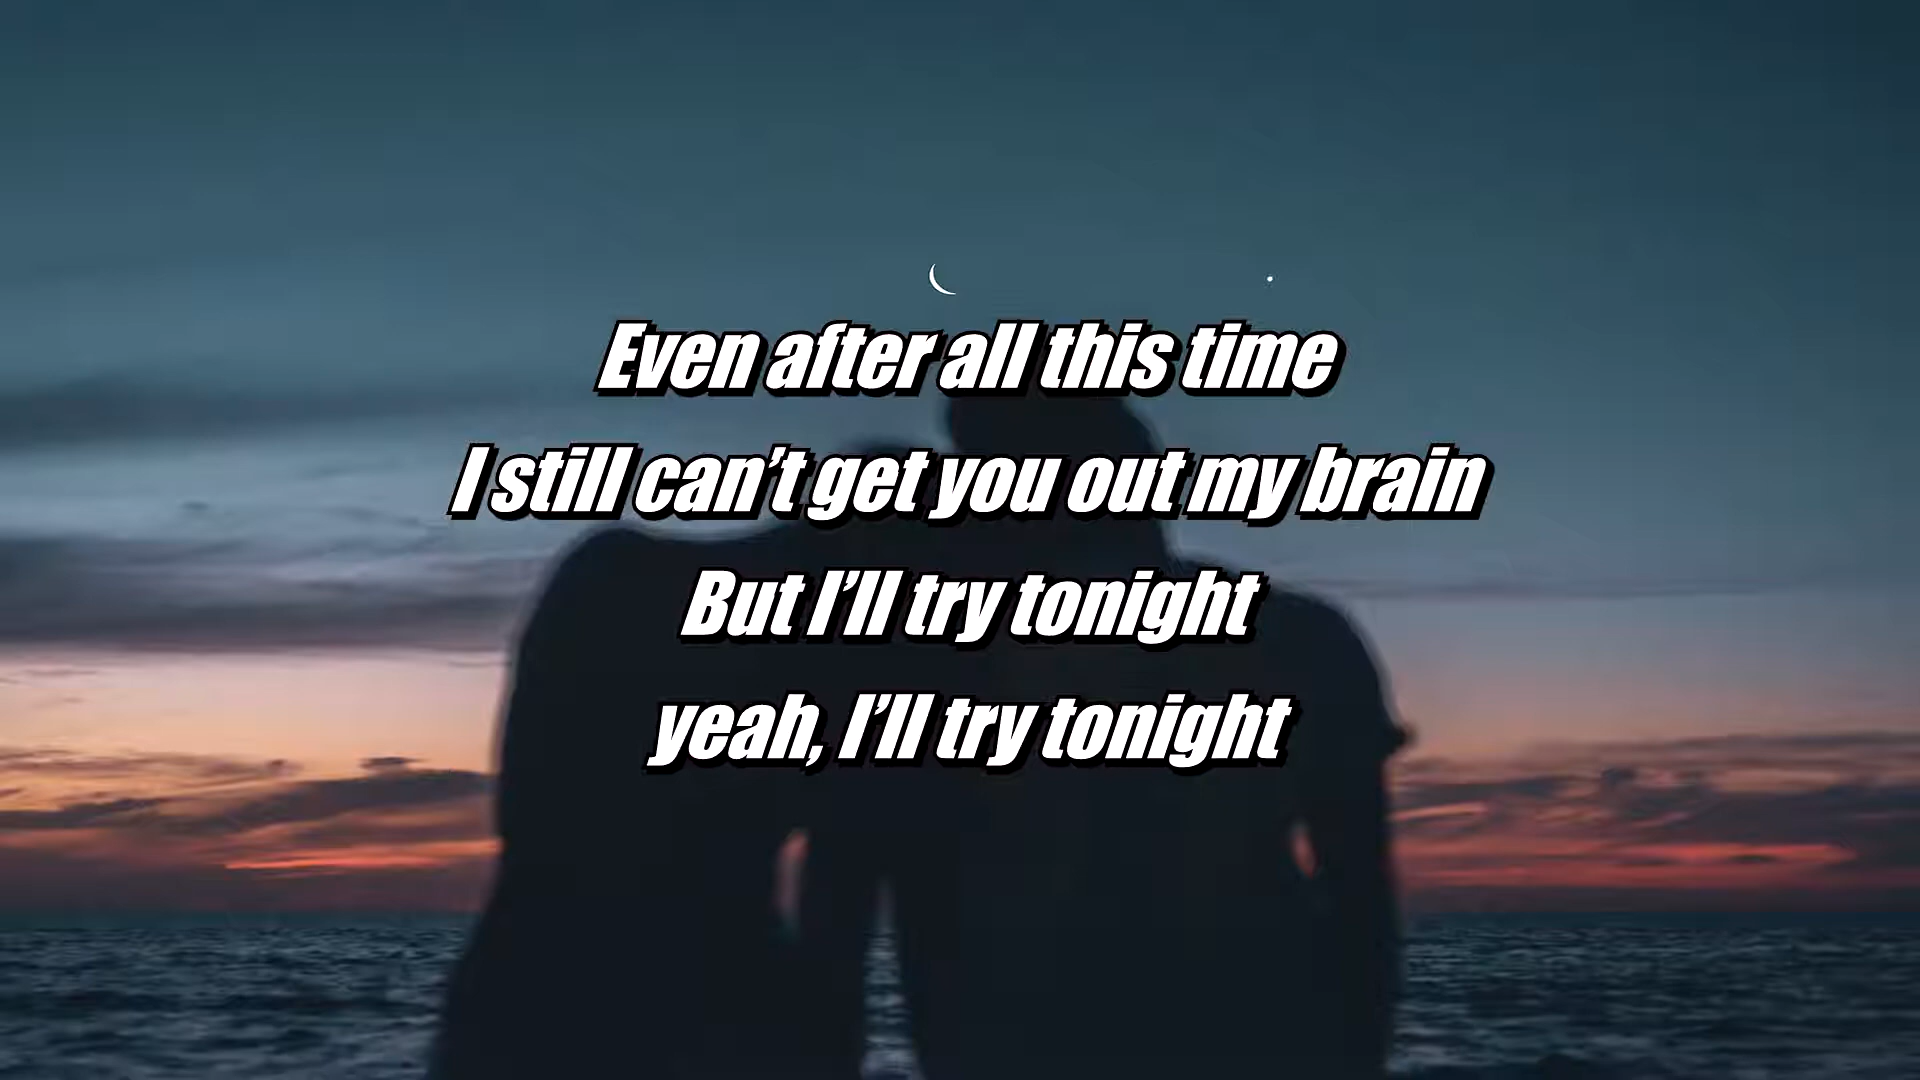 Even after all this time
I still can’t get you out my brain
But I’ll try tonight
yeah, I’ll try tonight